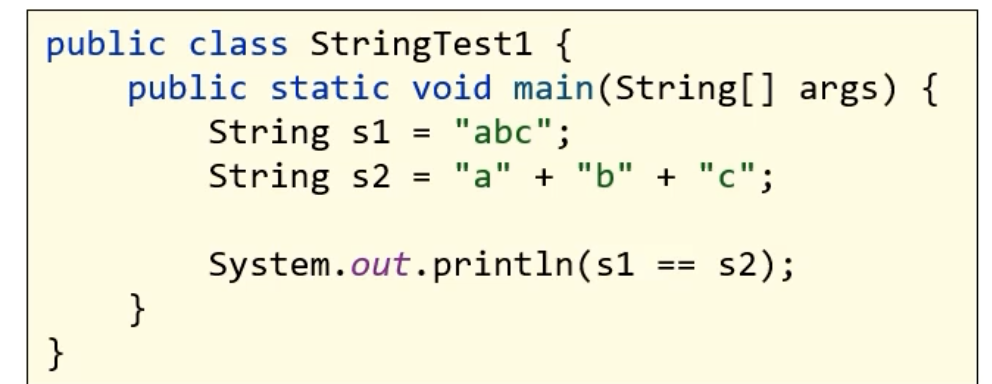 public class StringTest1 {
    public static void main(String[] args) {
        String s1 = "abc";
        String s2 = "a" + "b" + "c";

        System.out.println(s1 == s2);
    }
}